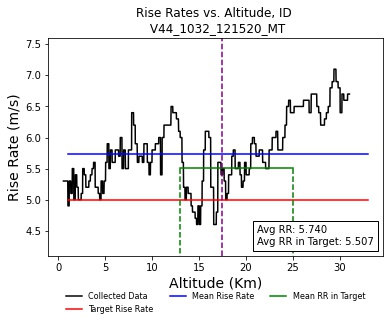 Rise Rates vs. Altitude, ID
V44_1032_121520_MT
Rise Rate (m/s)
7.5
7.0
6.5
6.0
5.5
5.0
4.5
Avg RR: 5.740
Avg RR in Target: 5.507
0 5 10 15 20 25 30
Altitude (Km)
Collected Data Mean Rise Rate Mean RR in Target
Target Rise Rate